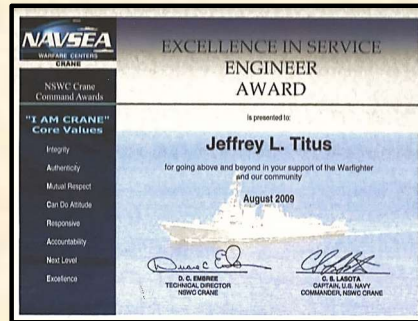 NAVSEA
WARFARE CENTERS
CRANE
NSWC Crane
Command Awards
"I AM CRANE"
Core Values
Integrity
Authenticity
Mutual Respect
Can Do Attitude
Responsive
Accountability
Next Level
Excellence
EXCELLENCE IN SERVICE
ENGINEER
AWARD
is presented to:
Jeffrey L. Titus
for going above and beyond in your support of the Warfighter
and our community
August 2009
D. C. EMBREE
TECHNICAL DIRECTOR
NSWC CRANE
C. S. LASOTA
CAPTAIN, U.S. NAVY
COMMANDER, NSWC CRANE